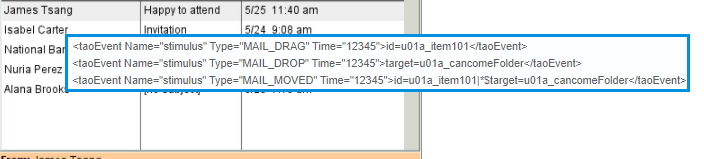 James Tsang Happy to attend 5/25 11:40 am
Isabel Carter Invitation 5/24 9:08 am
<taoEvent Name="stimulus" Type="MAIL_DRAG" Time="12345">id=u01a_item101</taoEvent>
National Ban
<taoEvent Name="stimulus" Type="MAIL_DROP" Time="12345">target=u01a_cancomeFolder</taoEvent>
Nuria Perez
<taoEvent Name="stimulus" Type="MAIL_MOVED" Time="12345">id=u01a_item101|*$target=u01a_cancomeFolder</taoEvent>
Alana Brooks
From: James Tsang